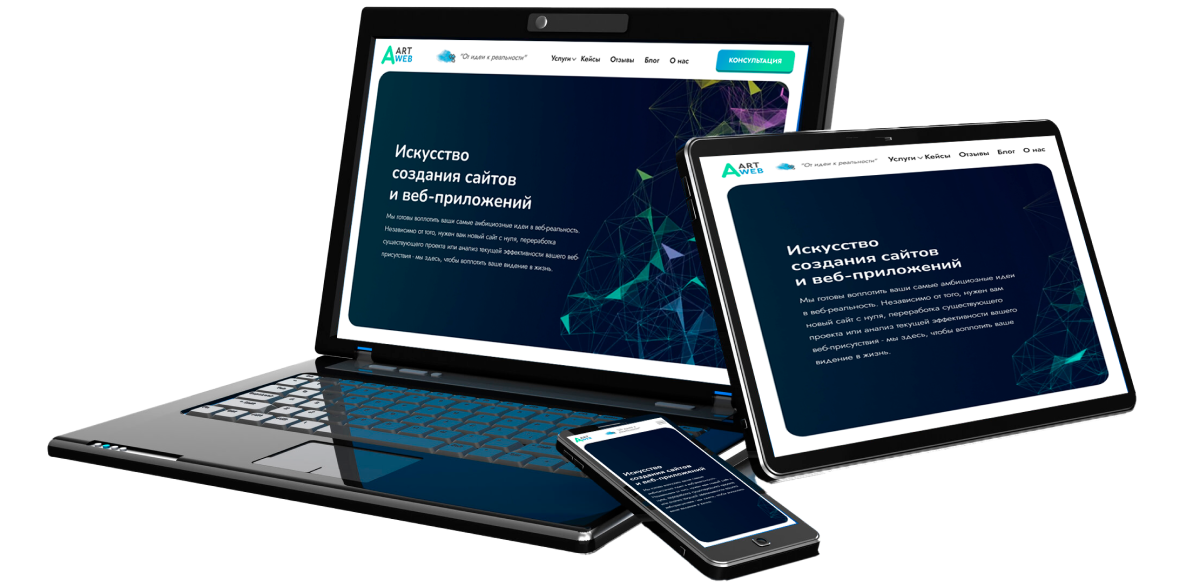 ART
WEB
"От идеи к реальности"
Услуги Кейсы Отзывы Блог О нас
КОНСУЛЬТАЦИЯ
Искусство
создания сайтов
и веб-приложений
Мы готовы воплотить ваши самые амбициозные идеи в веб-реальность.
Независимо от того, нужен вам новый сайт с нуля, переработка
существующего проекта или анализ текущей эффективности вашего веб-
присутствия - мы здесь, чтобы воплотить ваше видение в жизнь.
ART
WEB
"От идеи к реальности"
Услуги Кейсы Отзывы Блог О нас
Искусство
создания сайтов
и веб-приложений
Мы готовы воплотить ваши самые амбициозные идеи
в веб-реальность. Независимо от того, нужен вам
новый сайт с нуля, переработка существующего
проекта или анализ текущей эффективности вашего
веб-присутствия - мы здесь, чтобы воплотить ваше
видение в жизнь.
ART
WEB
Искусство
создания сайтов
и веб-приложений